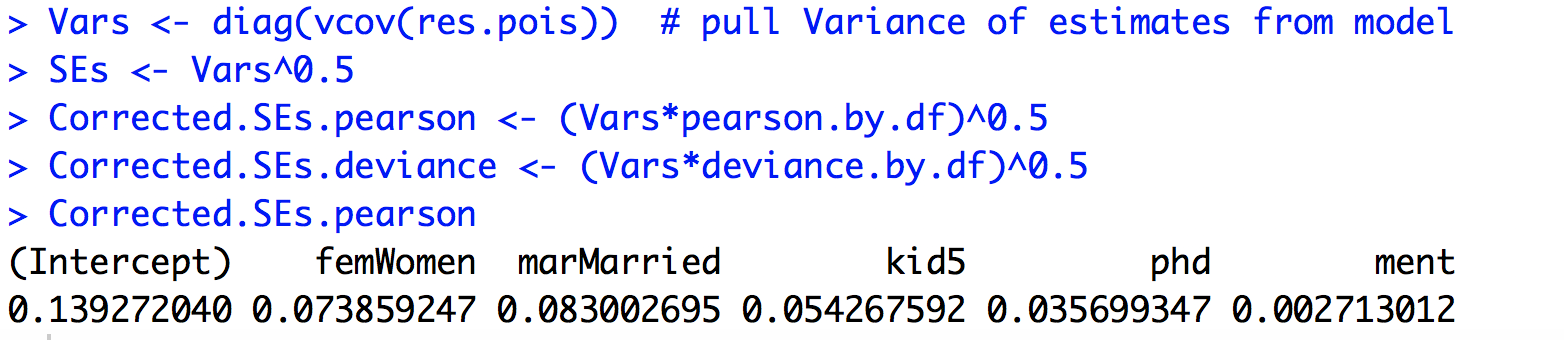 > Vars <- diag(vcov(res.pois))  # pull Variance of estimates from model
> SEs <- Vars^0.5
> Corrected.SEs.pearson <- (Vars*pearson.by.df)^0.5
> Corrected.SEs.deviance <- (Vars*deviance.by.df)^0.5
> Corrected.SEs.pearson
(Intercept)    femWomen  marMarried        kid5         phd        ment
0.139272040 0.073859247 0.083002695 0.054267592 0.035699347 0.002713012